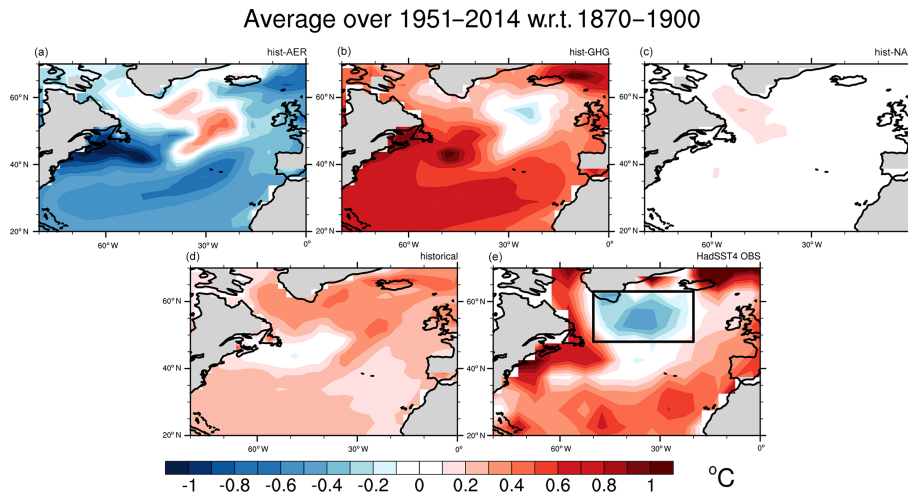 Average over 1951–2014 w.r.t. 1870–1900
(a) hist-AER
(b) hist-GHG
(c) hist-NA
60°N
40°N
20°N
60°W 30°W 0°
60°N
40°N
20°N
60°W 30°W 0°
60°N
40°N
20°N
60°W 30°W 0°
(d) historical
(e) HadSST4 OBS
60°N
40°N
20°N
60°W 30°W 0°
60°N
40°N
20°N
60°W 30°W 0°
-1 -0.8 -0.6 -0.4 -0.2 0 0.2 0.4 0.6 0.8 1 °C